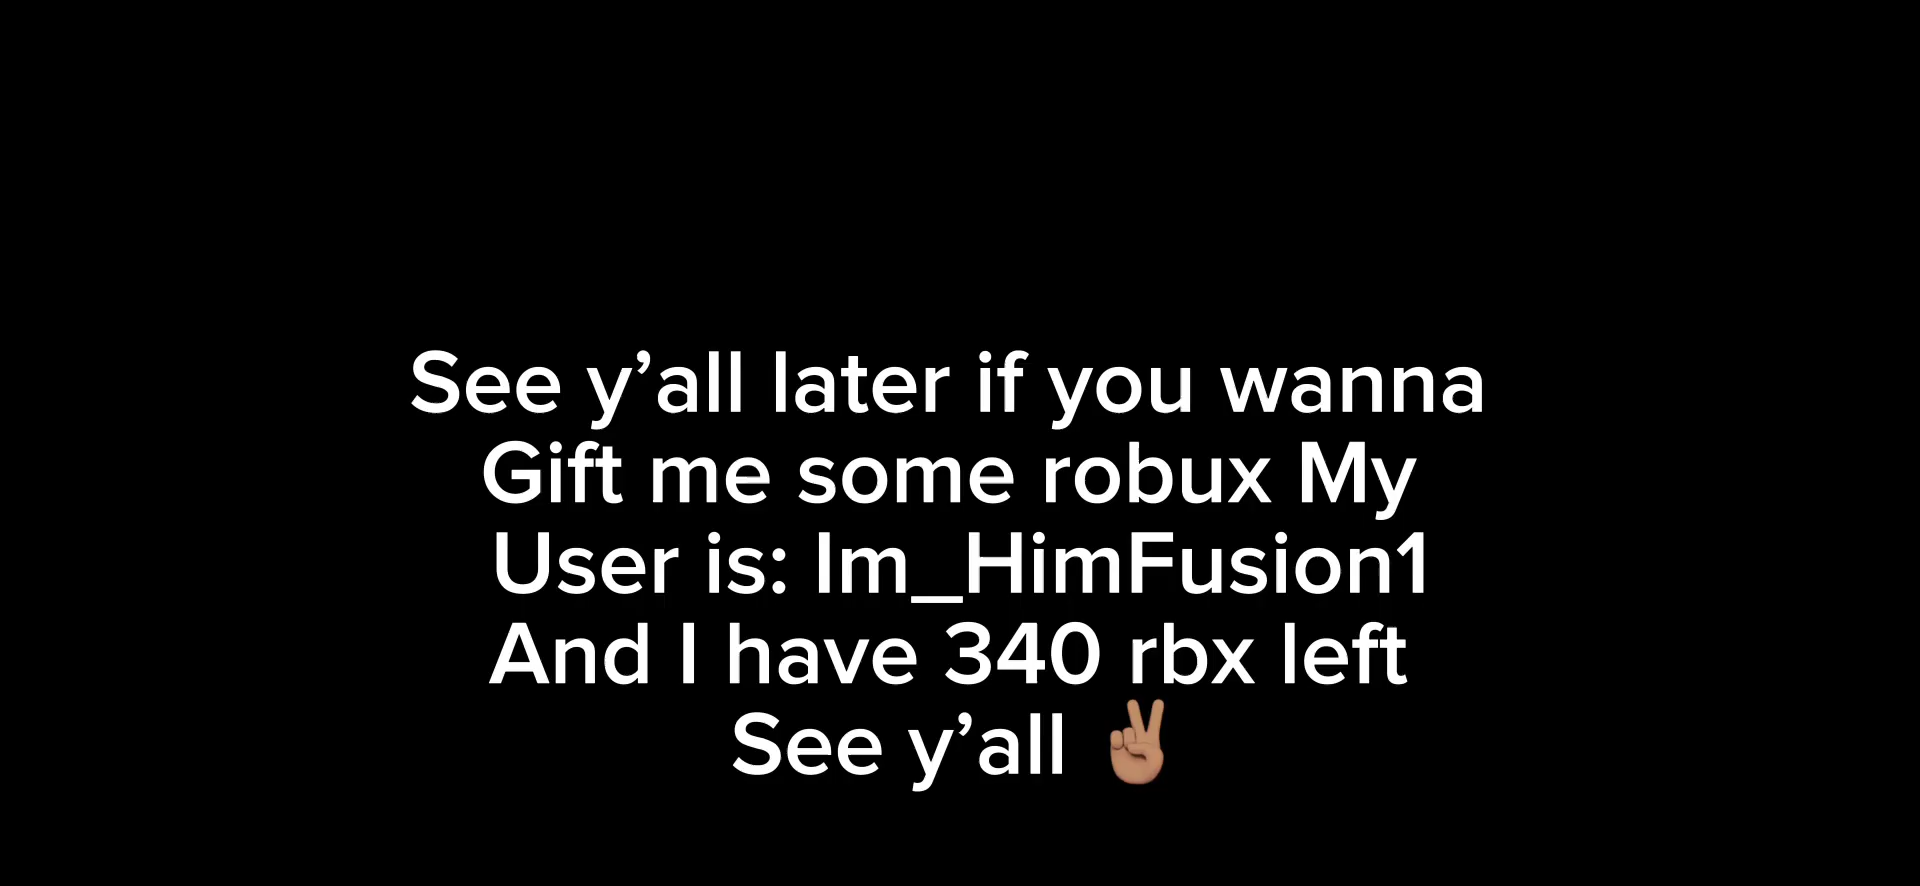 See y’all later if you wanna
Gift me some robux My
User is: Im_HimFusion1
And I have 340 rbx left
See y’all ✌🏽